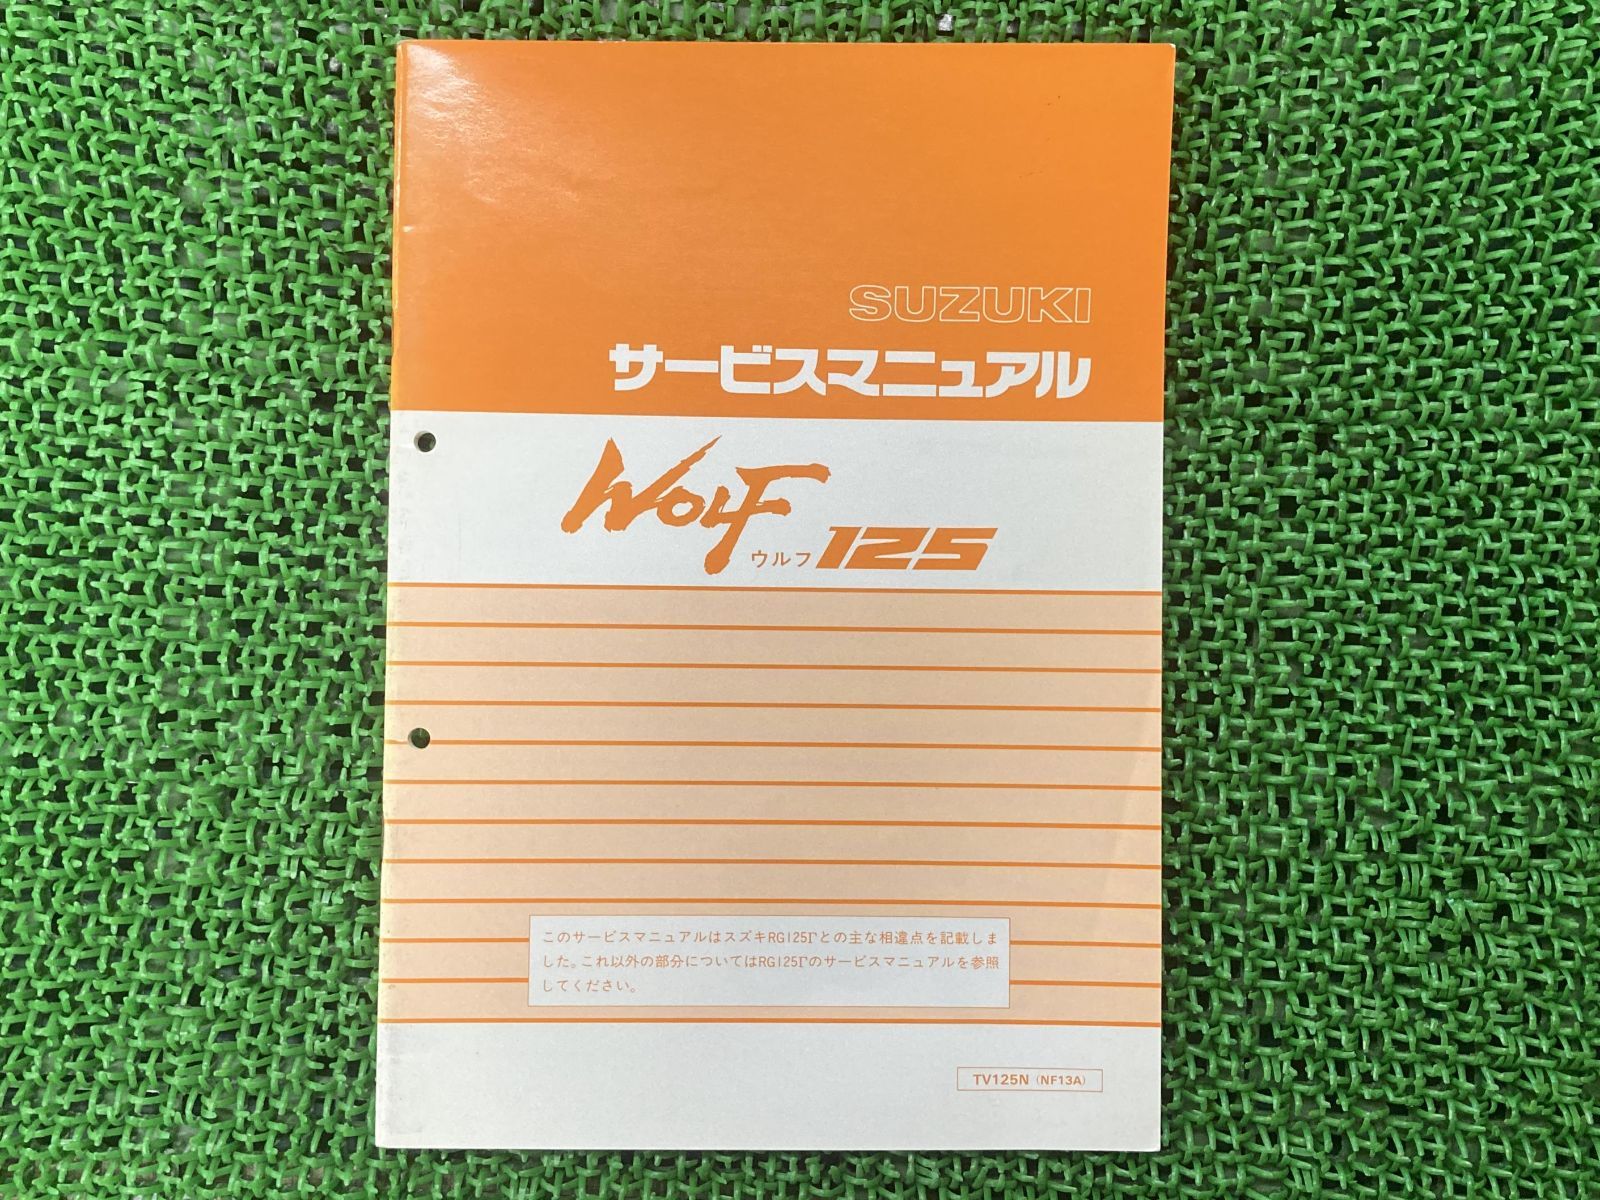 SUZUKI
サービスマニュアル
WOLF
ウルフ 125
このサービスマニュアルはスズキRG125Γとの主な相違点を記載しま
した。これ以外の部分についてはRG125Γのサービスマニュアルを参照
してください。
TV125N (NF13A)